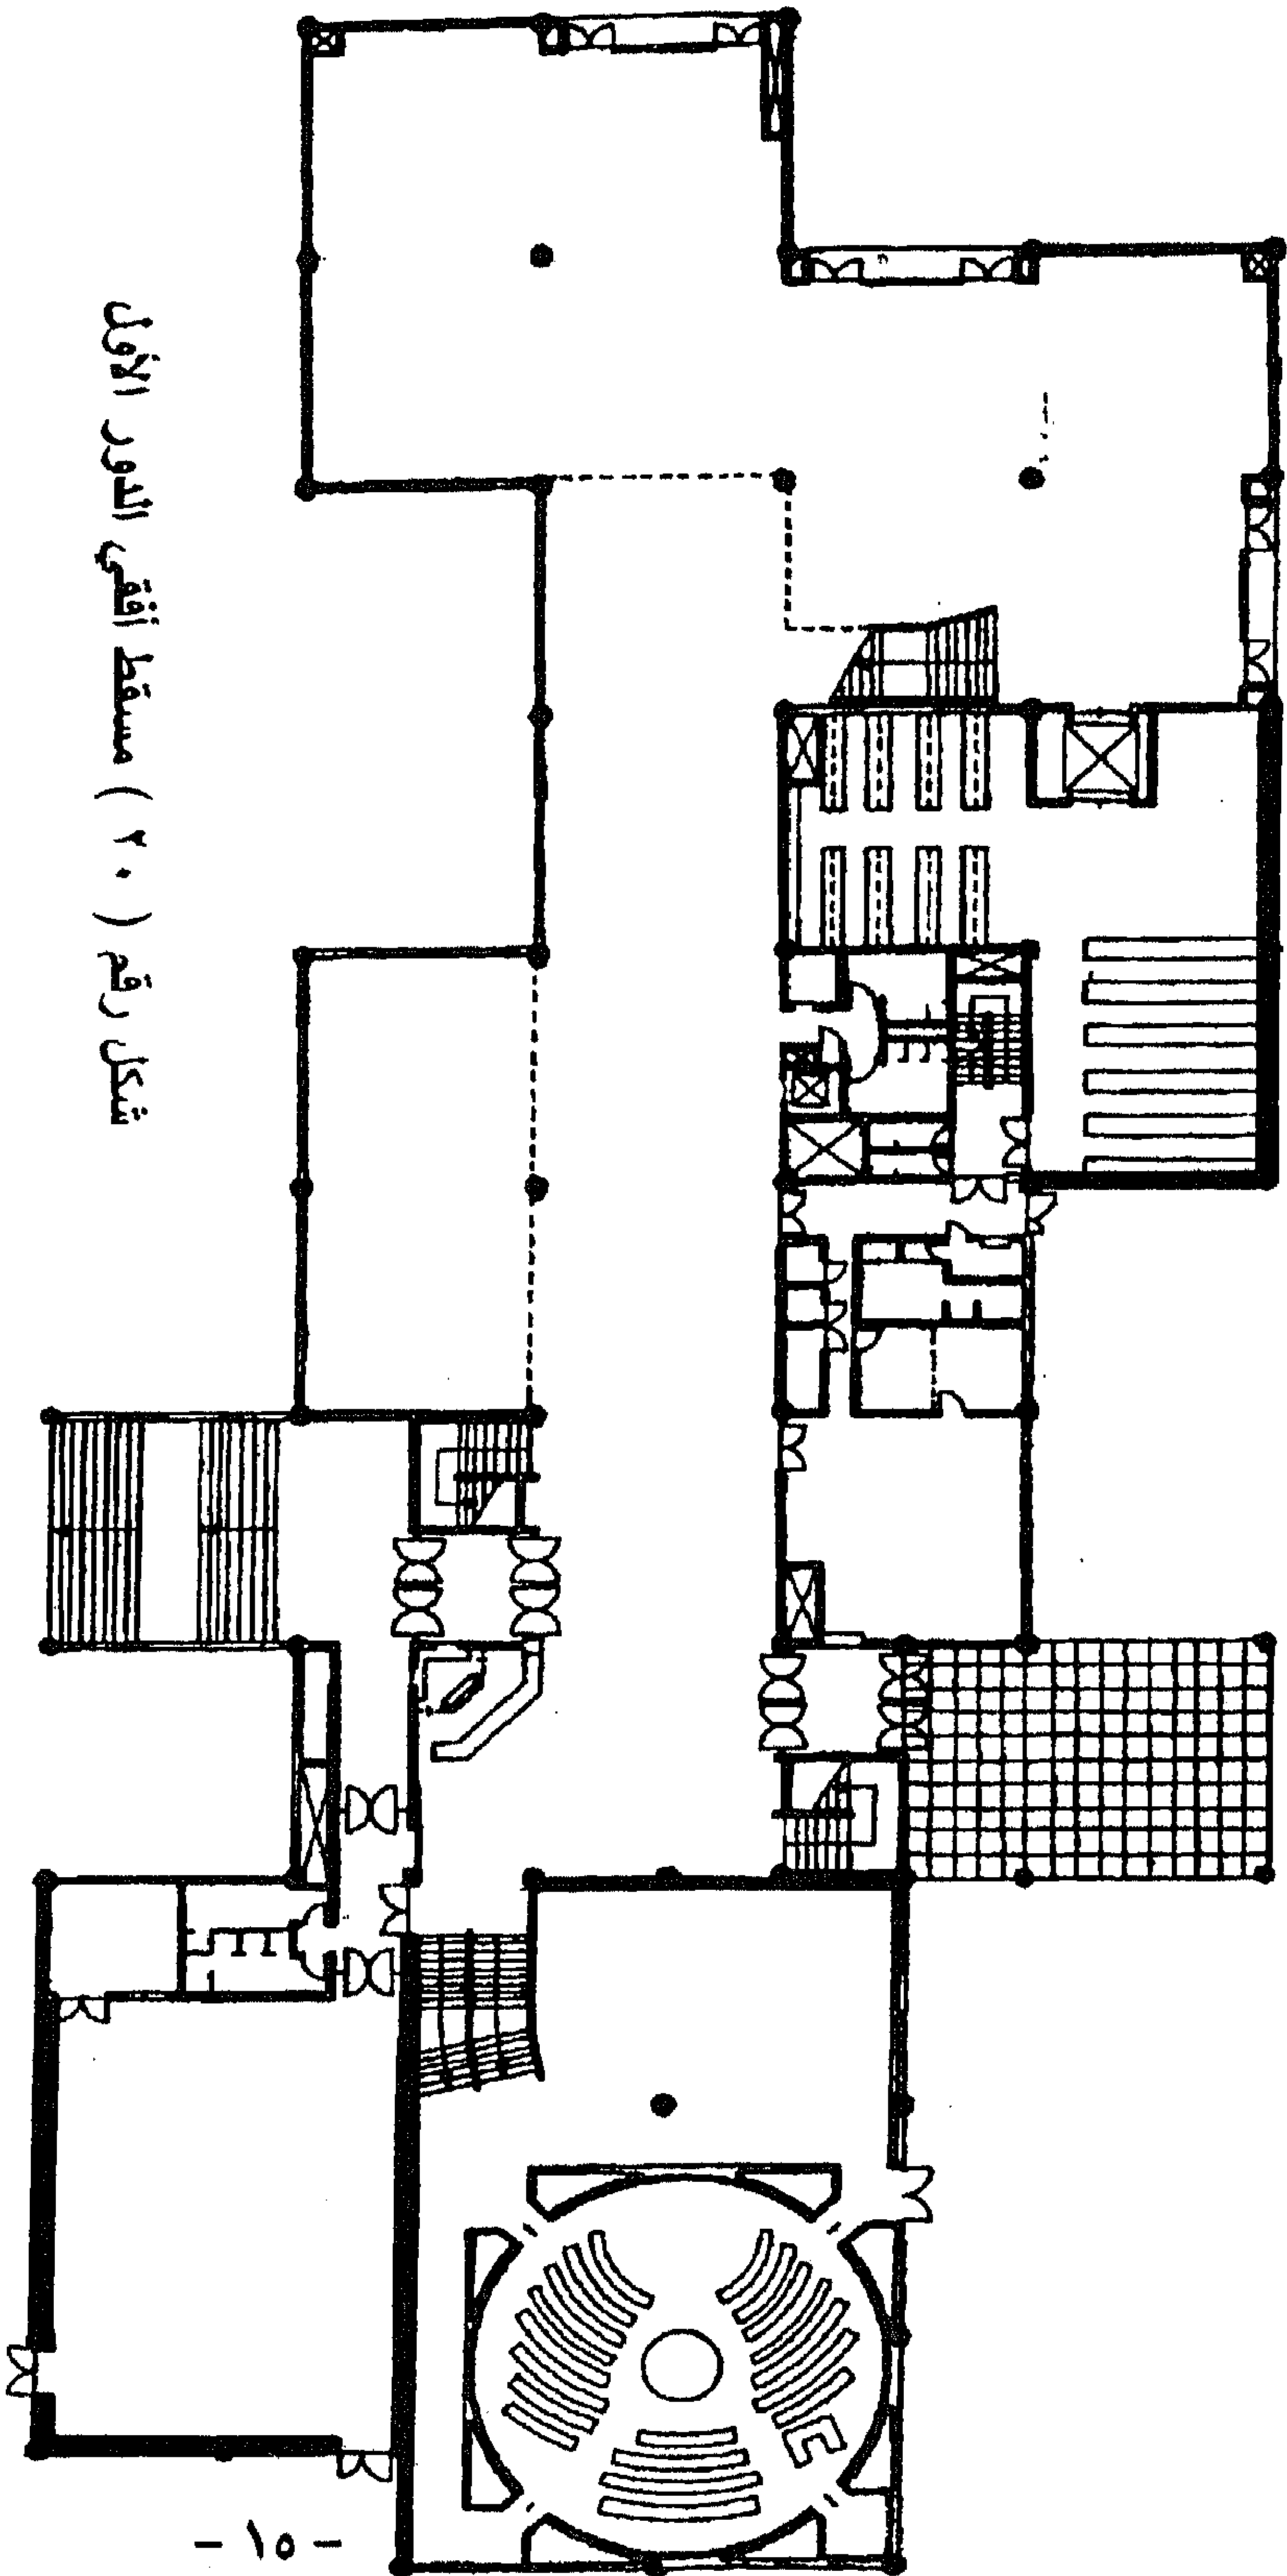 شكل رقم ( ٢٠ ) مسقط أفقي الدور الأول
- ١٥ -